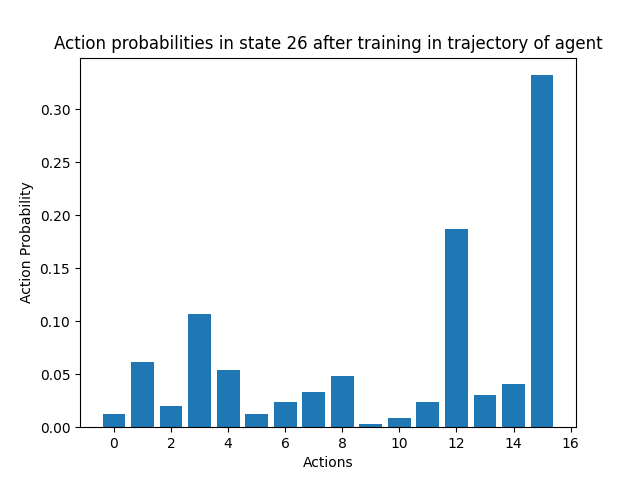 Action probabilities in state 26 after training in trajectory of agent
Action Probability
0.30
0.25
0.20
0.15
0.10
0.05
0.00
0 2 4 6 8 10 12 14 16
Actions